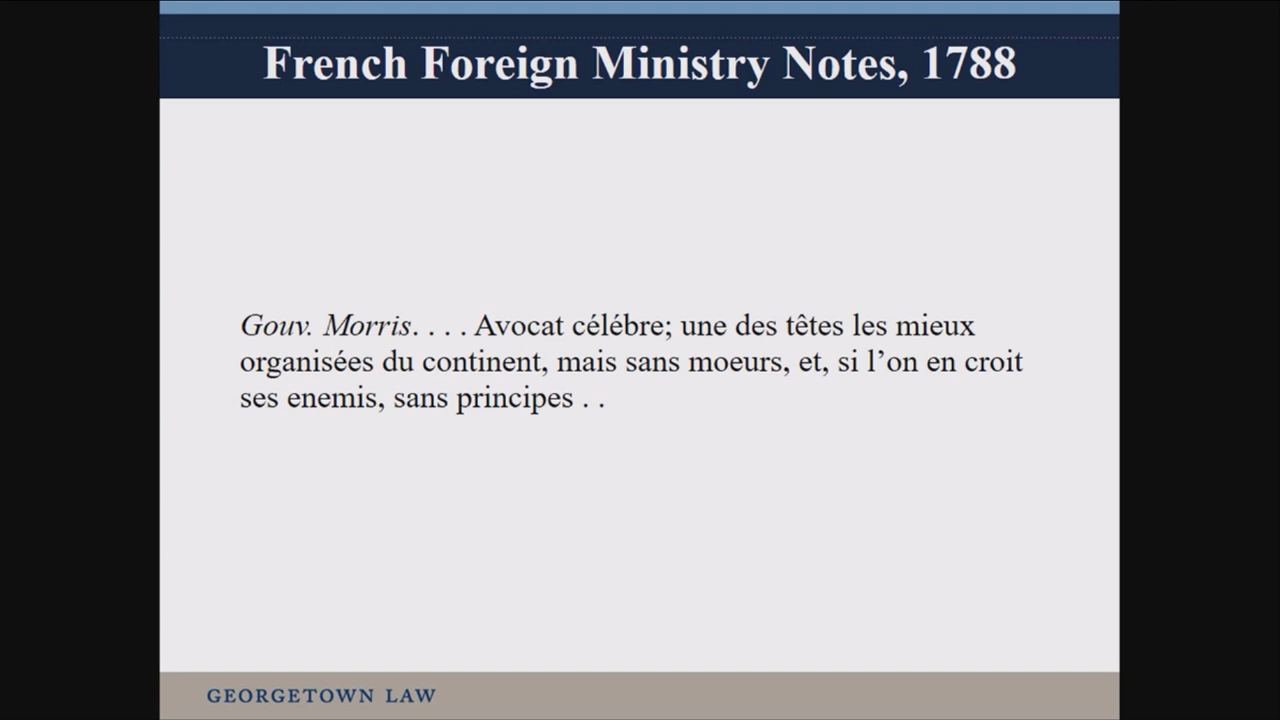 French Foreign Ministry Notes, 1788
Gouv. Morris. . . . Avocat célébre; une des têtes les mieux
organisées du continent, mais sans moeurs, et, si l’on en croit
ses enemis, sans principes . .
GEORGETOWN LAW